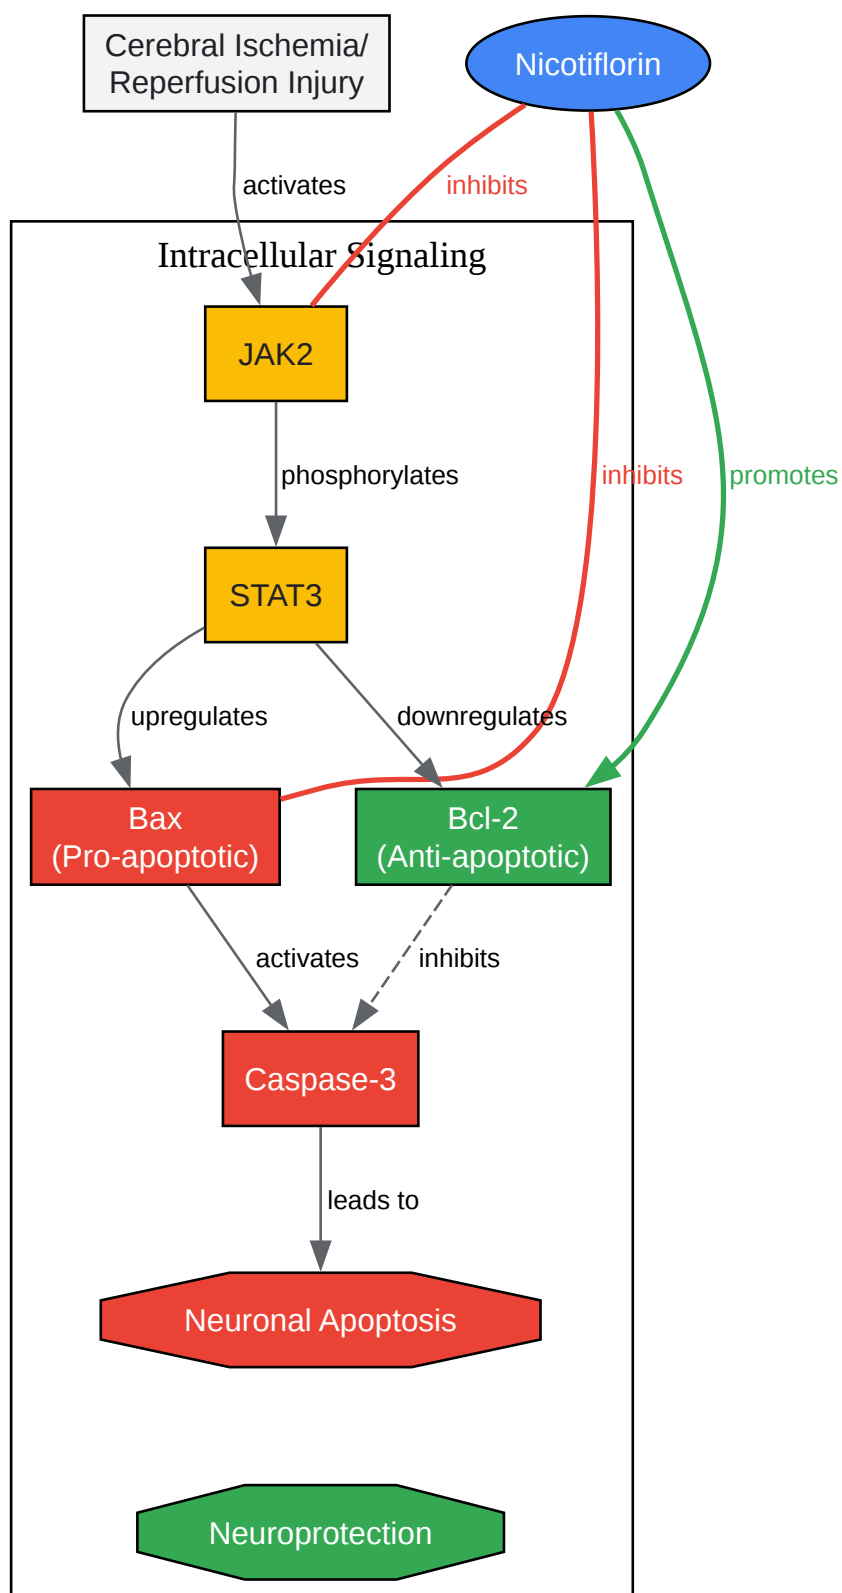 Cerebral Ischemia/
Reperfusion Injury
Nicotiflorin
activates
inhibits
Intracellular Signaling
JAK2
phosphorylates
inhibits
promotes
STAT3
upregulates
downregulates
Bax
(Pro-apoptotic)
Bcl-2
(Anti-apoptotic)
activates
inhibits
Caspase-3
leads to
Neuronal Apoptosis
Neuroprotection